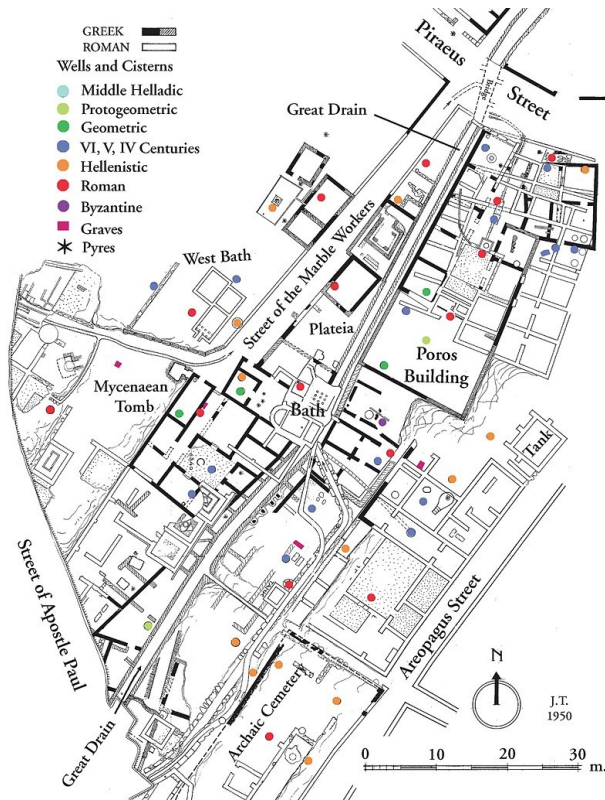 GREEK
ROMAN
Wells and Cisterns
Middle Helladic
Protogeometric
Geometric
VI, V, IV Centuries
Hellenistic
Roman
Byzantine
Graves
Pyres
Piraeus
Street
Bridge
Great Drain
Street of the Marble Workers
West Bath
Plateia
Poros
Building
Mycenaean
Tomb
Bath
Tank
Street of Apostle Paul
Areopagus Street
Great Drain
Archaic Cemetery
N
J.T.
1950
0 10 20 30 m.